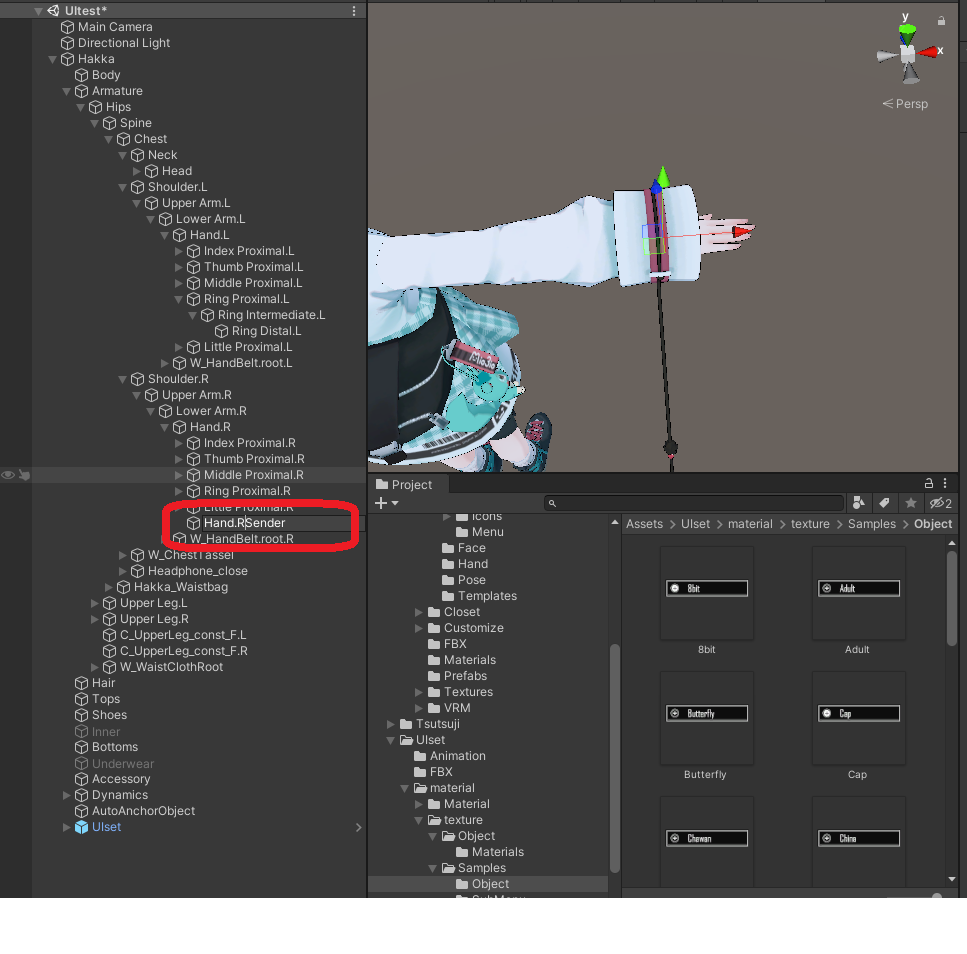 UItest*
Main Camera
Directional Light
Hakka
Body
Armature
Hips
Spine
Chest
Neck
Head
Shoulder.L
Upper Arm.L
Lower Arm.L
Hand.L
Index Proximal.L
Thumb Proximal.L
Middle Proximal.L
Ring Proximal.L
Ring Intermediate.L
Ring Distal.L
Little Proximal.L
W_HandBelt.root.L
Shoulder.R
Upper Arm.R
Lower Arm.R
Hand.R
Index Proximal.R
Thumb Proximal.R
Middle Proximal.R
Ring Proximal.R
Little Proximal.R
Hand.RSender
W_HandBelt.root.R
W_ChestTassel
Headphone_close
Hakka_Waistbag
Upper Leg.L
Upper Leg.R
C_UpperLeg_const_F.L
C_UpperLeg_const_F.R
W_WaistClothRoot
Hair
Tops
Shoes
Inner
Bottoms
Underwear
Accessory
Dynamics
AutoAnchorObject
UIset
y
x
Persp
Project
2
Icons
Menu
Face
Hand
Pose
Templates
Closet
Customize
FBX
Materials
Prefabs
Textures
VRM
Tsutsuji
UIset
Animation
FBX
material
Material
texture
Object
Materials
Samples
Object
SubMenu
Assets
UIset
material
texture
Samples
Object
8bit
8bit
Adult
Adult
Butterfly
Butterfly
Cap
Cap
Chawan
China